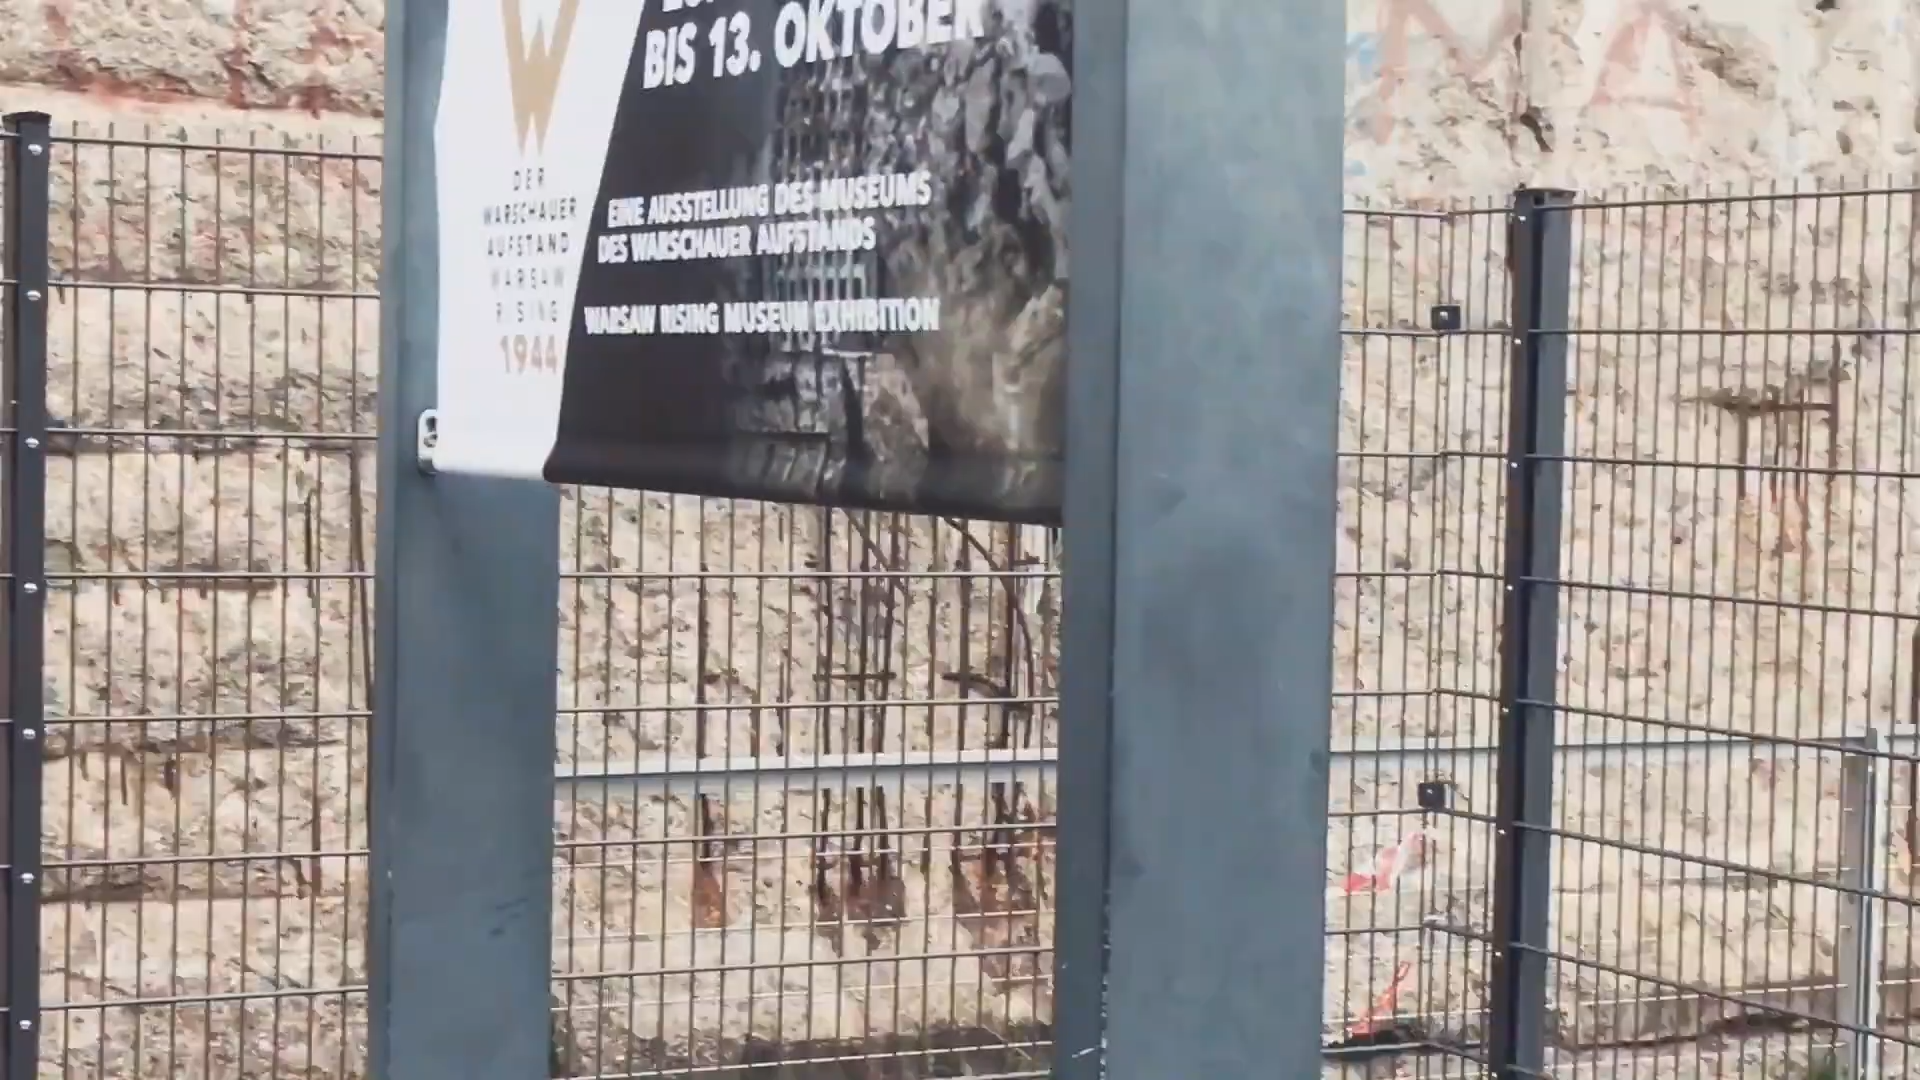 BIS 13. OKTOBER
DER
WARSCHAUER
AUFSTAND
WARSAW
RISING
1944
EINE AUSSTELLUNG DES MUSEUMS
DES WARSCHAUER AUFSTANDS
WARSAW RISING MUSEUM EXHIBITION